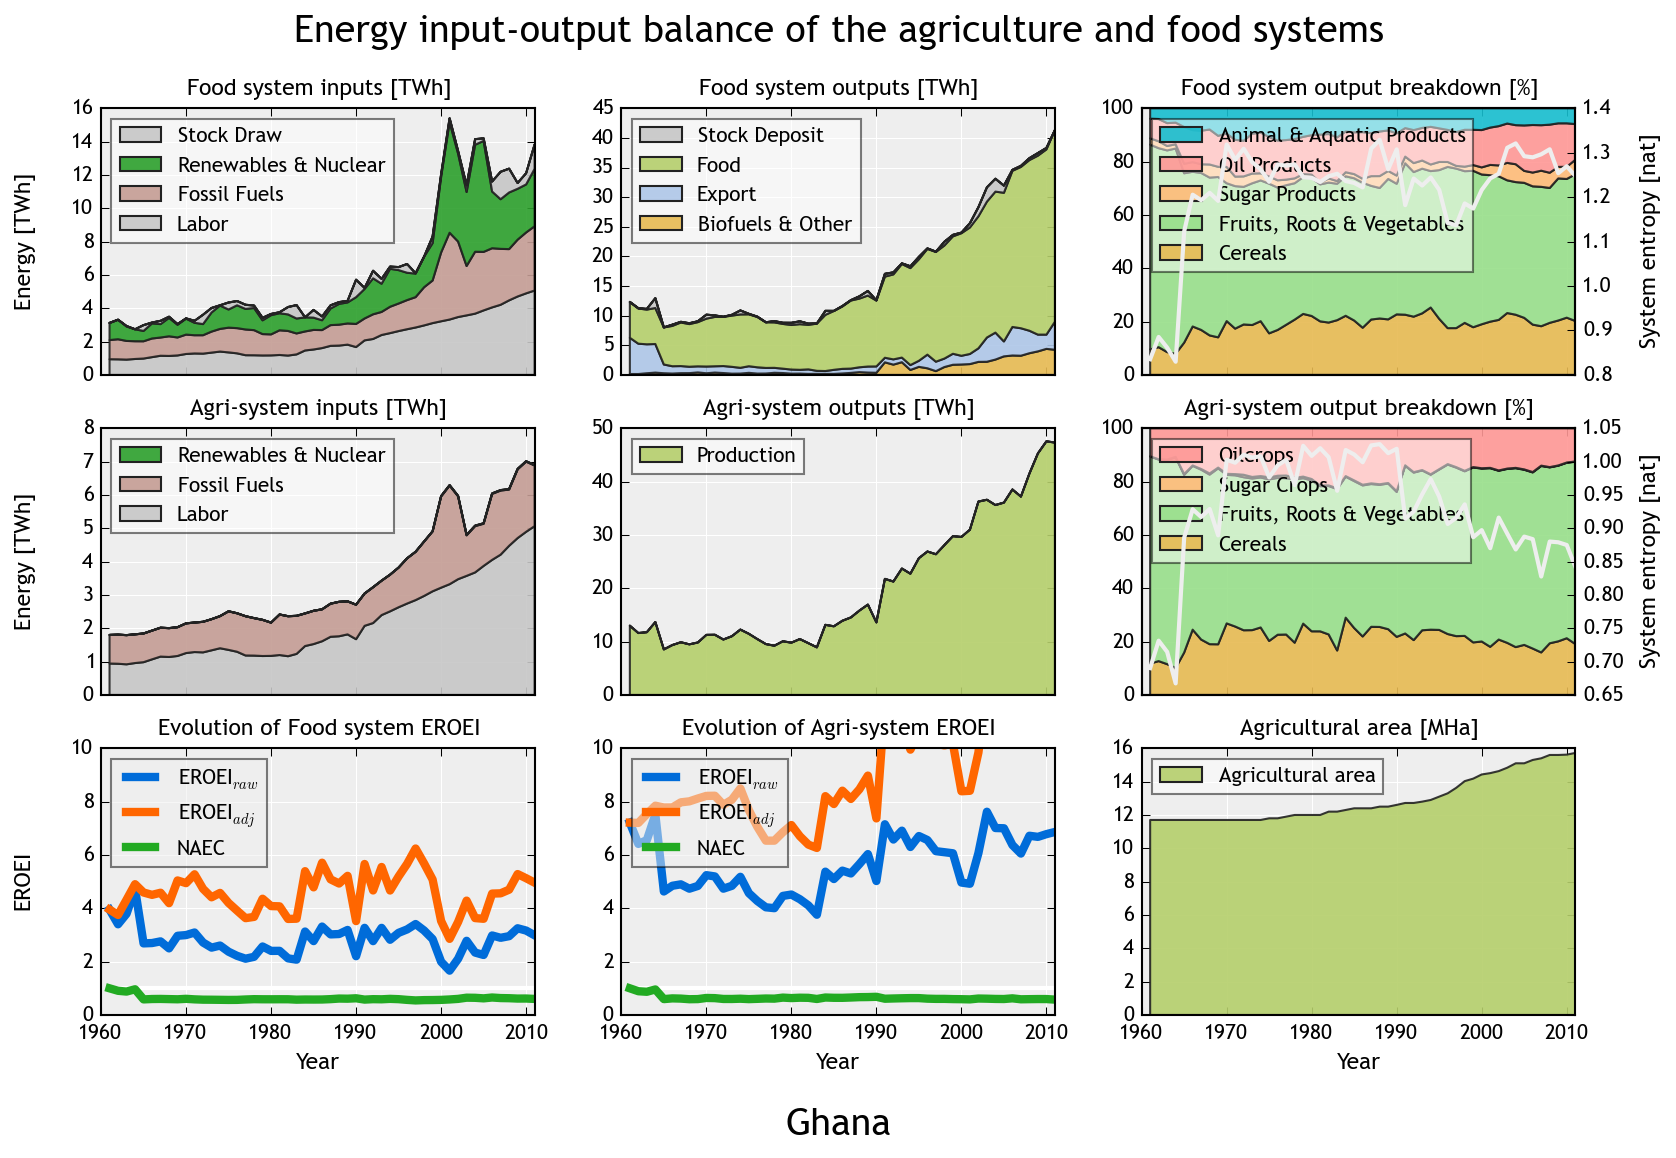 Energy input-output balance of the agriculture and food systems
Food system inputs [TWh]
Energy [TWh]
16
14
12
10
8
6
4
2
0
Stock Draw
Renewables & Nuclear
Fossil Fuels
Labor
Food system outputs [TWh]
45
40
35
30
25
20
15
10
5
0
Stock Deposit
Food
Export
Biofuels & Other
Food system output breakdown [%]
100
80
60
40
20
0
Animal & Aquatic Products
Oil Products
Sugar Products
Fruits, Roots & Vegetables
Cereals
1.4
1.3
1.2
1.1
1.0
0.9
0.8
System entropy [nat]
Agri-system inputs [TWh]
Energy [TWh]
8
7
6
5
4
3
2
1
0
Renewables & Nuclear
Fossil Fuels
Labor
Agri-system outputs [TWh]
50
40
30
20
10
0
Production
Agri-system output breakdown [%]
100
80
60
40
20
0
Oilcrops
Sugar Crops
Fruits, Roots & Vegetables
Cereals
1.05
1.00
0.95
0.90
0.85
0.80
0.75
0.70
0.65
System entropy [nat]
Evolution of Food system EROEI
EROEI
10
8
6
4
2
0
EROEI raw
EROEI adj
NAEC
1960 1970 1980 1990 2000 2010
Year
Evolution of Agri-system EROEI
10
8
6
4
2
0
EROEI raw
EROEI adj
NAEC
1960 1970 1980 1990 2000 2010
Year
Agricultural area [MHa]
16
14
12
10
8
6
4
2
0
Agricultural area
1960 1970 1980 1990 2000 2010
Year
Ghana